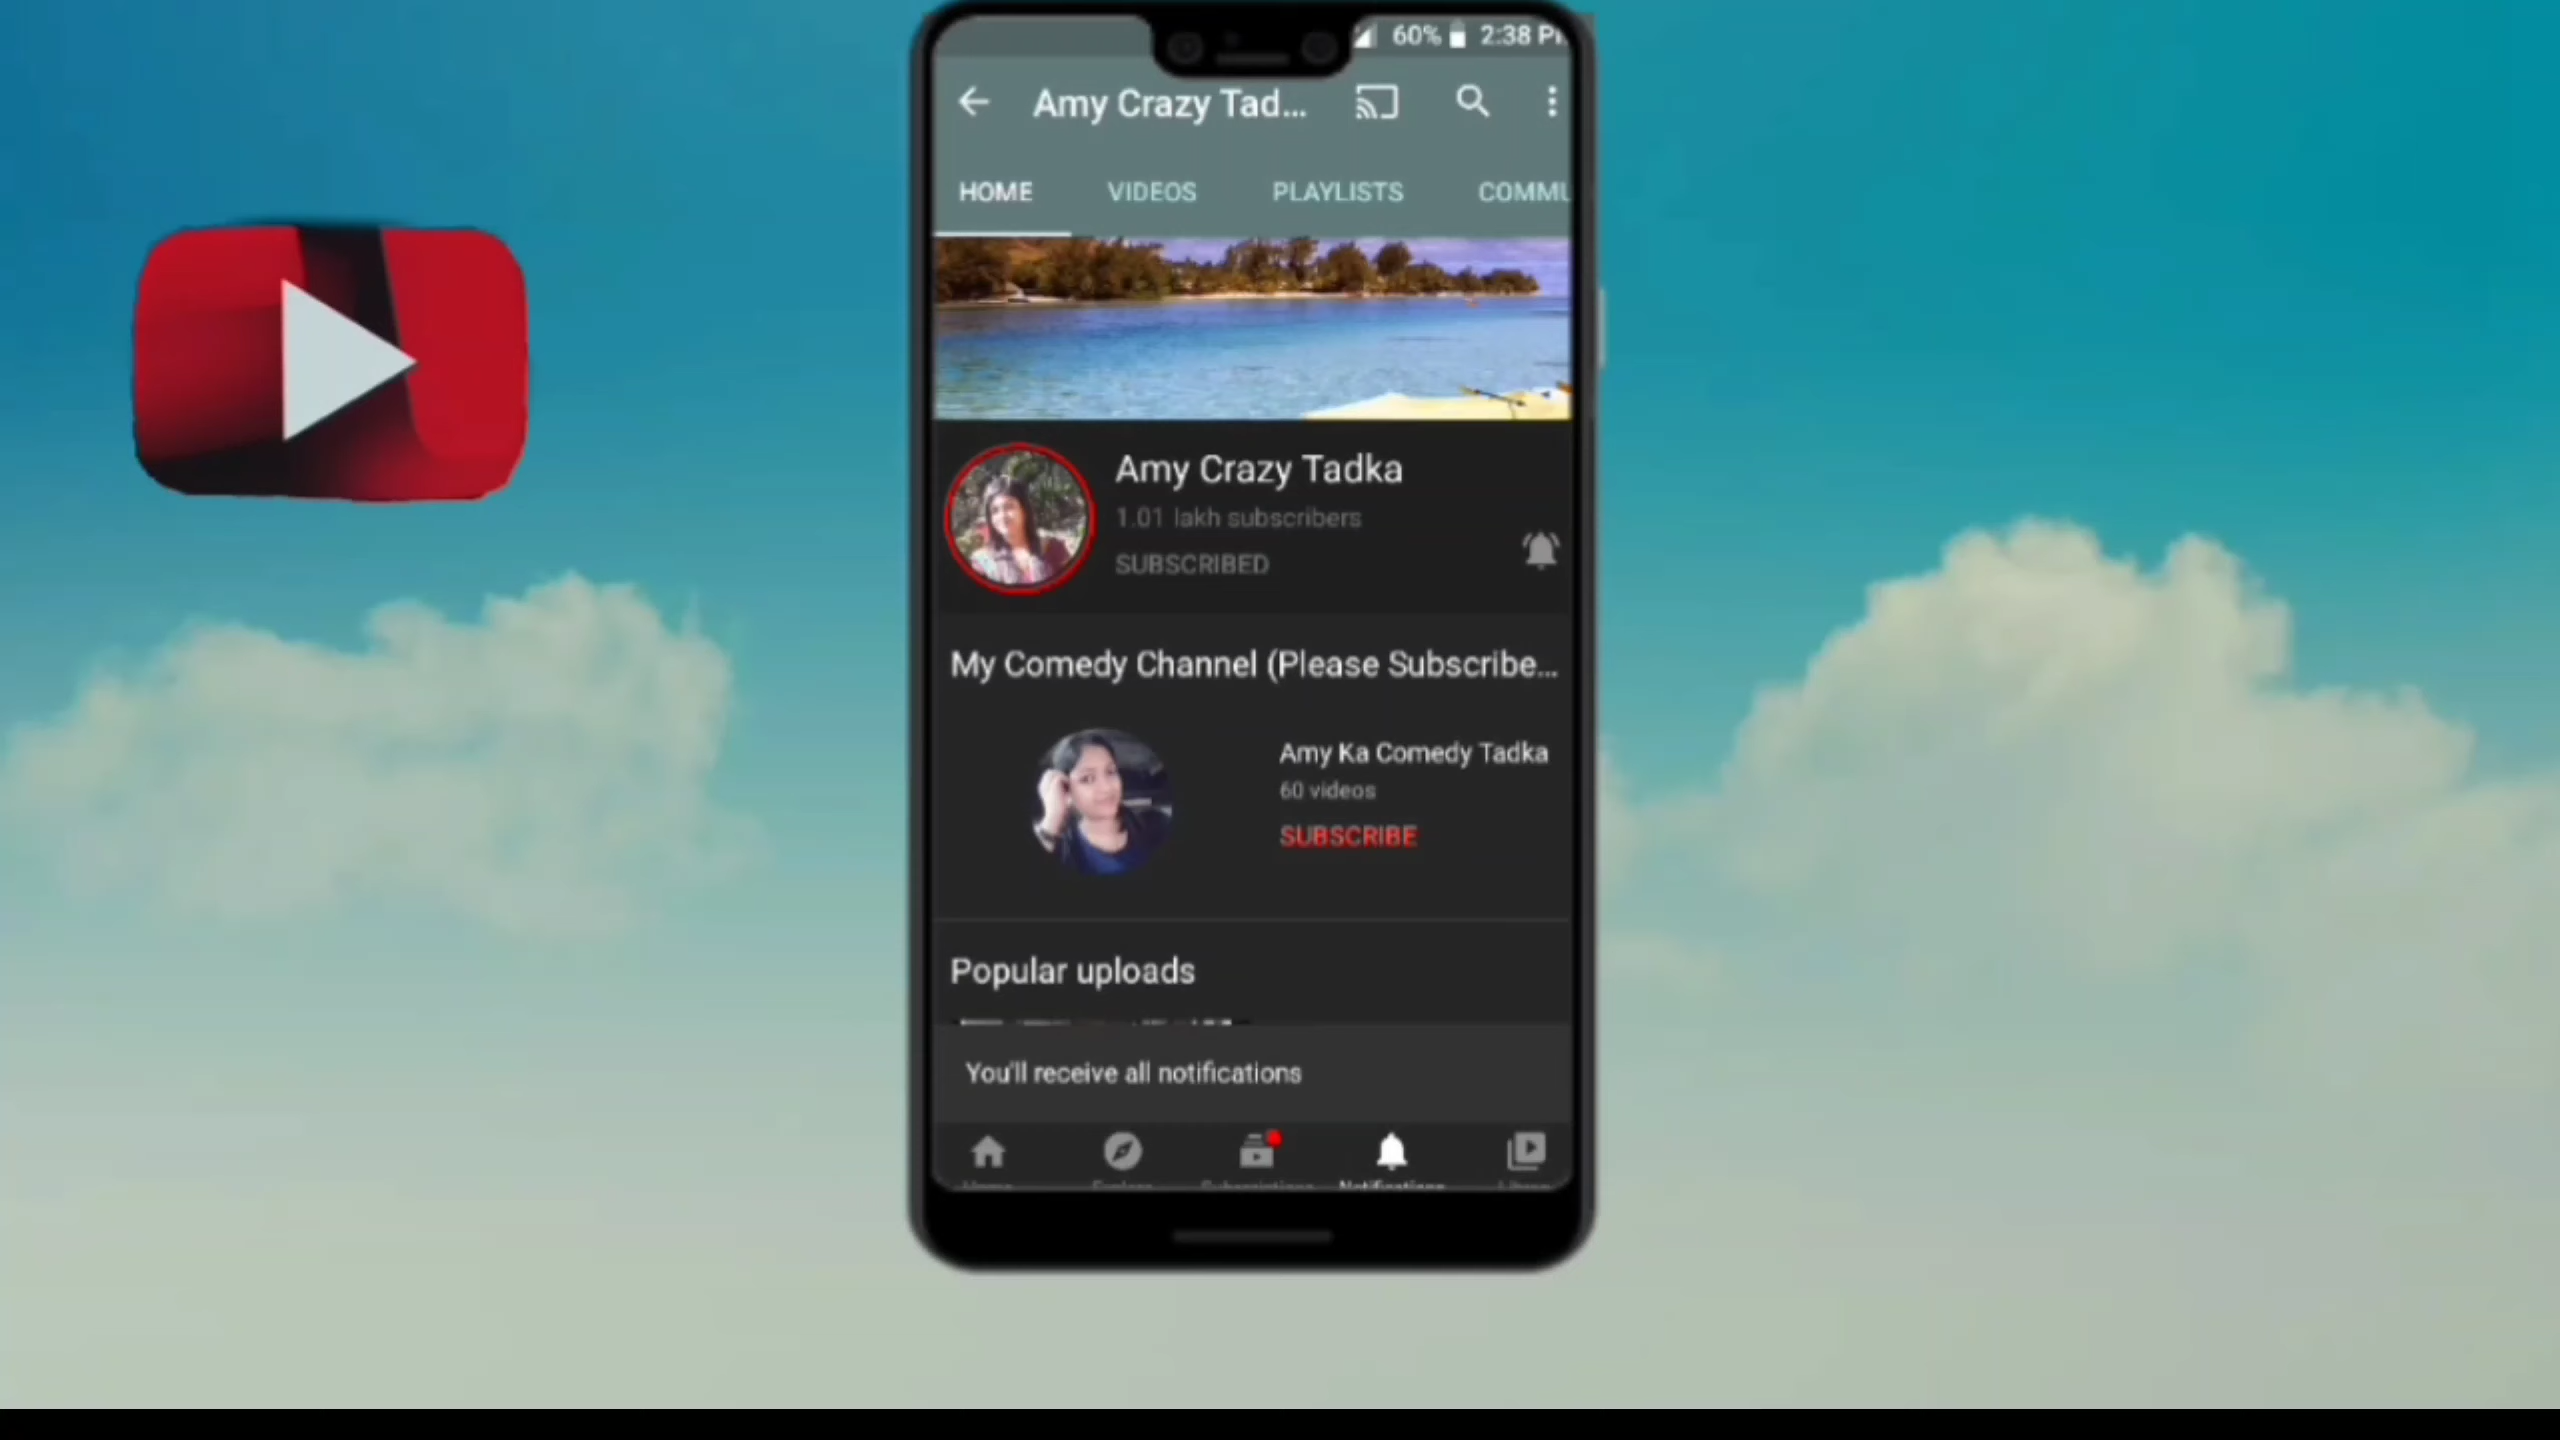 60% 2:38
Amy Crazy Tad...
HOME VIDEOS PLAYLISTS COMMU
Amy Crazy Tadka
1.01 lakh subscribers
SUBSCRIBED
My Comedy Channel (Please Subscribe...
Amy Ka Comedy Tadka
60 videos
SUBSCRIBE
Popular uploads
You'll receive all notifications